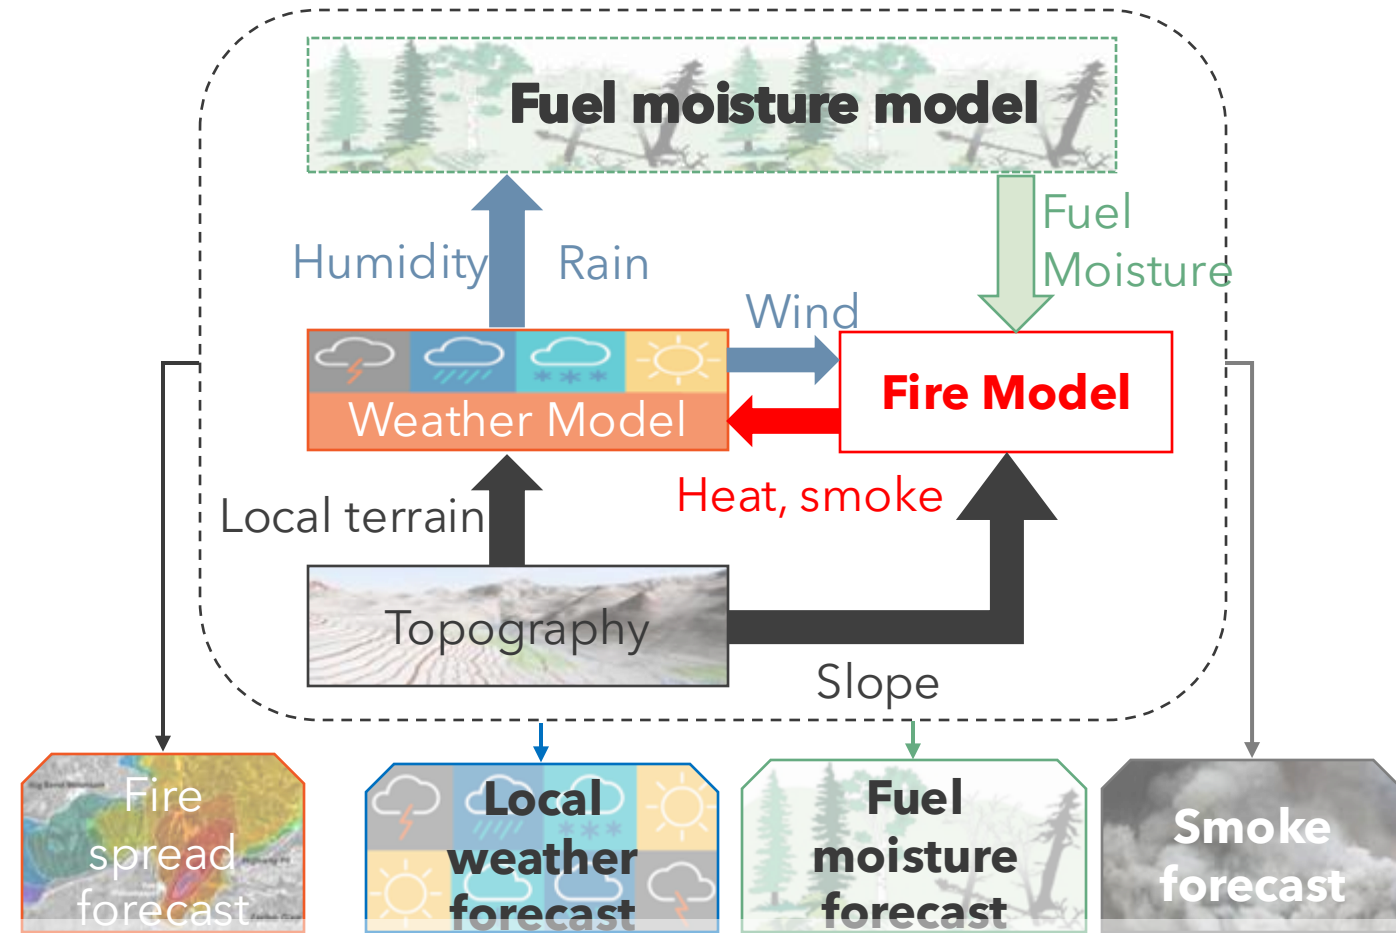 Fuel moisture model
Humidity
Rain
Fuel
Moisture
Wind
Weather Model
Fire Model
Heat, smoke
Local terrain
Topography
Slope
Fire
spread
forecast
Local
weather
forecast
Fuel
moisture
forecast
Smoke
forecast